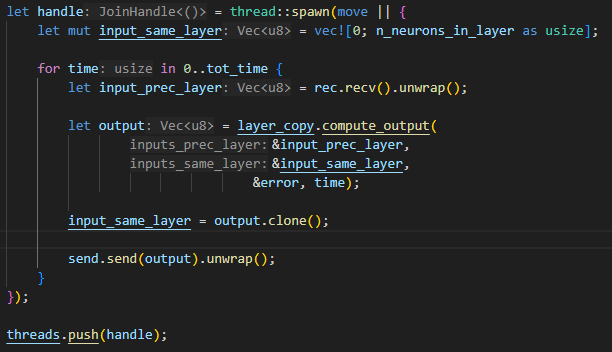 let handle: JoinHandle<()> = thread::spawn(move || {
let mut input_same_layer: Vec<u8> = vec![0; n_neurons_in_layer as usize];
for time: usize in 0..tot_time {
let input_prec_layer: Vec<u8> = rec.recv().unwrap();
let output: Vec<u8> = layer_copy.compute_output(
inputs_prec_layer: &input_prec_layer,
inputs_same_layer: &input_same_layer,
&error, time);
input_same_layer = output.clone();
send.send(output).unwrap();
}
});
threads.push(handle);